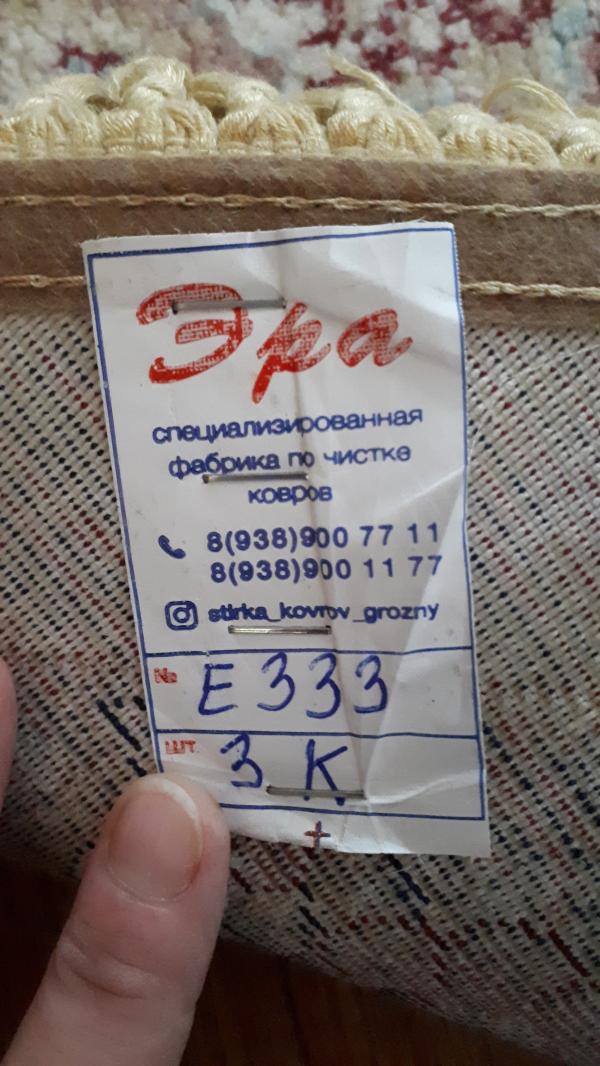 Эра
специализированная
фабрика по чистке
ковров
8(938)900 77 11
8(938)900 11 77
stirka_kovrov_grozny
№ Е 333
ШТ. 3 К
+